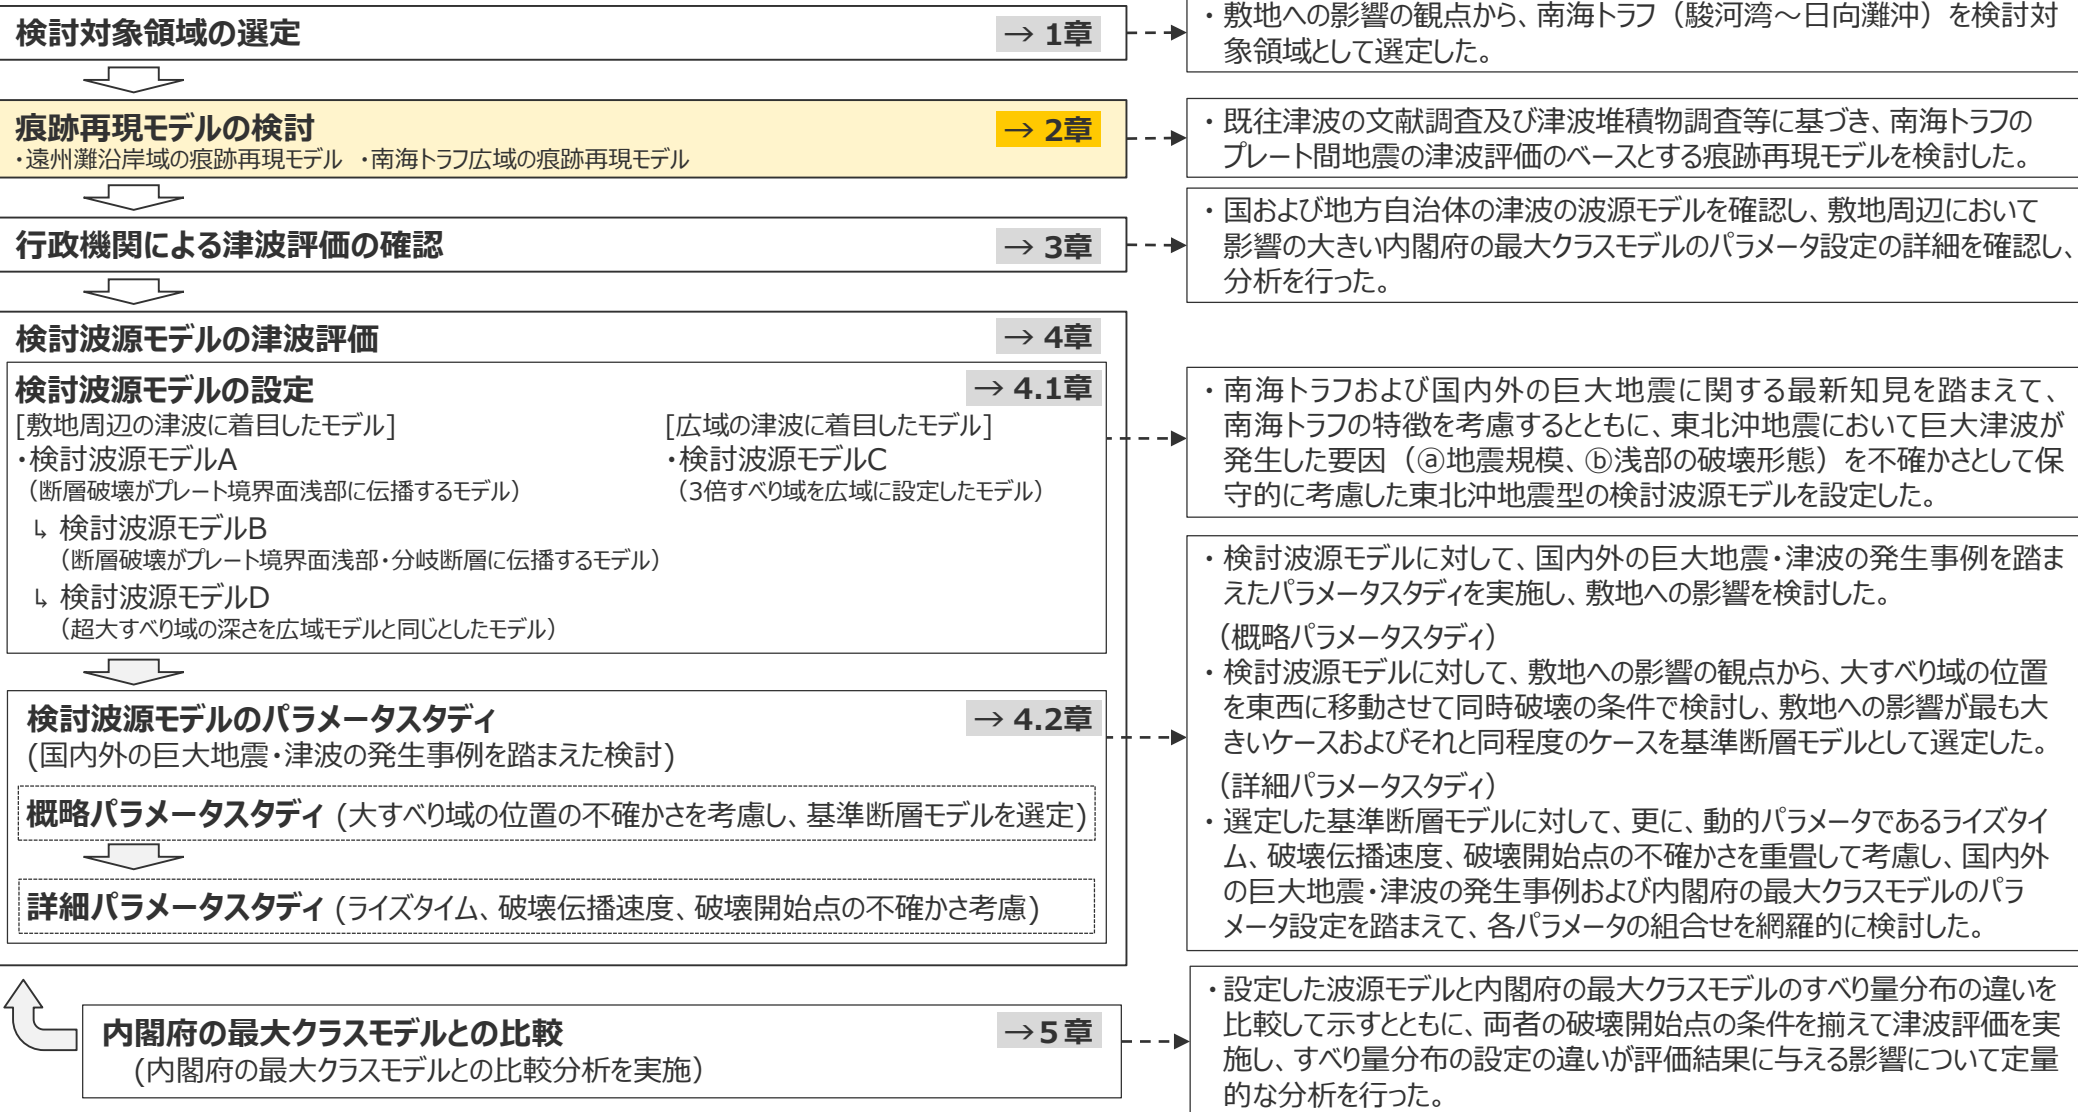 検討対象領域の選定
→ 1章
・敷地への影響の観点から、南海トラフ（駿河湾～日向灘沖）を検討対
象領域として選定した。
痕跡再現モデルの検討
→ 2章
・遠州灘沿岸域の痕跡再現モデル ・南海トラフ広域の痕跡再現モデル
・既往津波の文献調査及び津波堆積物調査等に基づき、南海トラフの
プレート間地震の津波評価のベースとする痕跡再現モデルを検討した。
行政機関による津波評価の確認
→ 3章
・国および地方自治体の津波の波源モデルを確認し、敷地周辺において
影響の大きい内閣府の最大クラスモデルのパラメータ設定の詳細を確認し、
分析を行った。
検討波源モデルの津波評価
→ 4章
検討波源モデルの設定
→ 4.1章
[敷地周辺の津波に着目したモデル]
・検討波源モデルA
（断層破壊がプレート境界面浅部に伝播するモデル）
↳ 検討波源モデルB
（断層破壊がプレート境界面浅部・分岐断層に伝播するモデル）
↳ 検討波源モデルD
（超大すべり域の深さを広域モデルと同じとしたモデル）
[広域の津波に着目したモデル]
・検討波源モデルC
（3倍すべり域を広域に設定したモデル）
・南海トラフおよび国内外の巨大地震に関する最新知見を踏まえて、
南海トラフの特徴を考慮するとともに、東北沖地震において巨大津波が
発生した要因（ⓐ地震規模、ⓑ浅部の破壊形態）を不確かさとして保
守的に考慮した東北沖地震型の検討波源モデルを設定した。
検討波源モデルのパラメータスタディ
→ 4.2章
(国内外の巨大地震・津波の発生事例を踏まえた検討)
概略パラメータスタディ (大すべり域の位置の不確かさを考慮し、基準断層モデルを選定)
詳細パラメータスタディ (ライズタイム、破壊伝播速度、破壊開始点の不確かさ考慮)
・検討波源モデルに対して、国内外の巨大地震・津波の発生事例を踏ま
えたパラメータスタディを実施し、敷地への影響を検討した。
（概略パラメータスタディ）
・検討波源モデルに対して、敷地への影響の観点から、大すべり域の位置
を東西に移動させて同時破壊の条件で検討し、敷地への影響が最も大
きいケースおよびそれと同程度のケースを基準断層モデルとして選定した。
（詳細パラメータスタディ）
・選定した基準断層モデルに対して、更に、動的パラメータであるライズタイ
ム、破壊伝播速度、破壊開始点の不確かさを重畳して考慮し、国内外
の巨大地震・津波の発生事例および内閣府の最大クラスモデルのパラ
メータ設定を踏まえて、各パラメータの組合せを網羅的に検討した。
内閣府の最大クラスモデルとの比較
→５章
(内閣府の最大クラスモデルとの比較分析を実施)
・設定した波源モデルと内閣府の最大クラスモデルのすべり量分布の違いを
比較して示すとともに、両者の破壊開始点の条件を揃えて津波評価を実
施し、すべり量分布の設定の違いが評価結果に与える影響について定量
的な分析を行った。